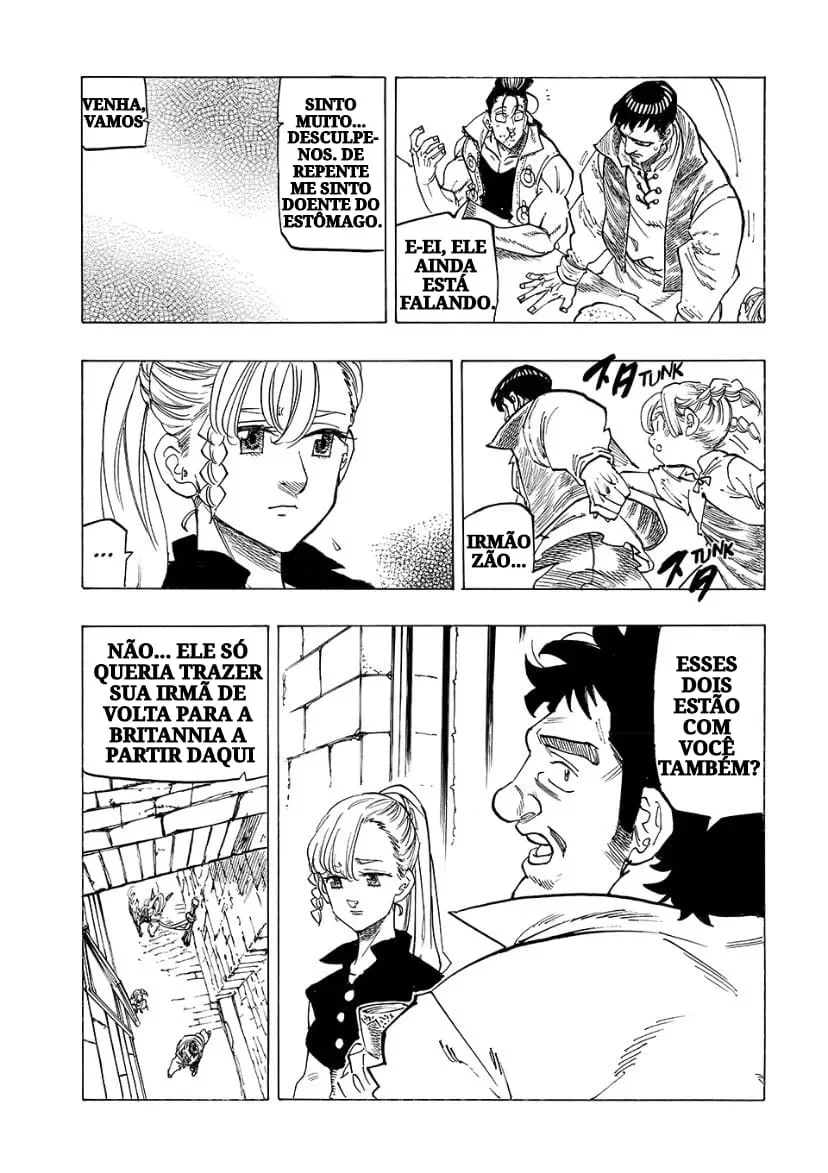 E-EI, ELE
AINDA
ESTÁ
FALANDO.
SINTO
MUITO...
DESCULPE-
NOS. DE
REPENTE
ME SINTO
DOENTE DO
ESTÔMAGO.
VENHA,
VAMOS
TUNK
IRMÃO
ZÃO...
TUNK
...
ESSES
DOIS
ESTÃO
COM
VOCÊ
TAMBÉM?
NÃO... ELE SÓ
QUERIA TRAZER
SUA IRMÃ DE
VOLTA PARA A
BRITANNIA A
PARTIR DAQUI